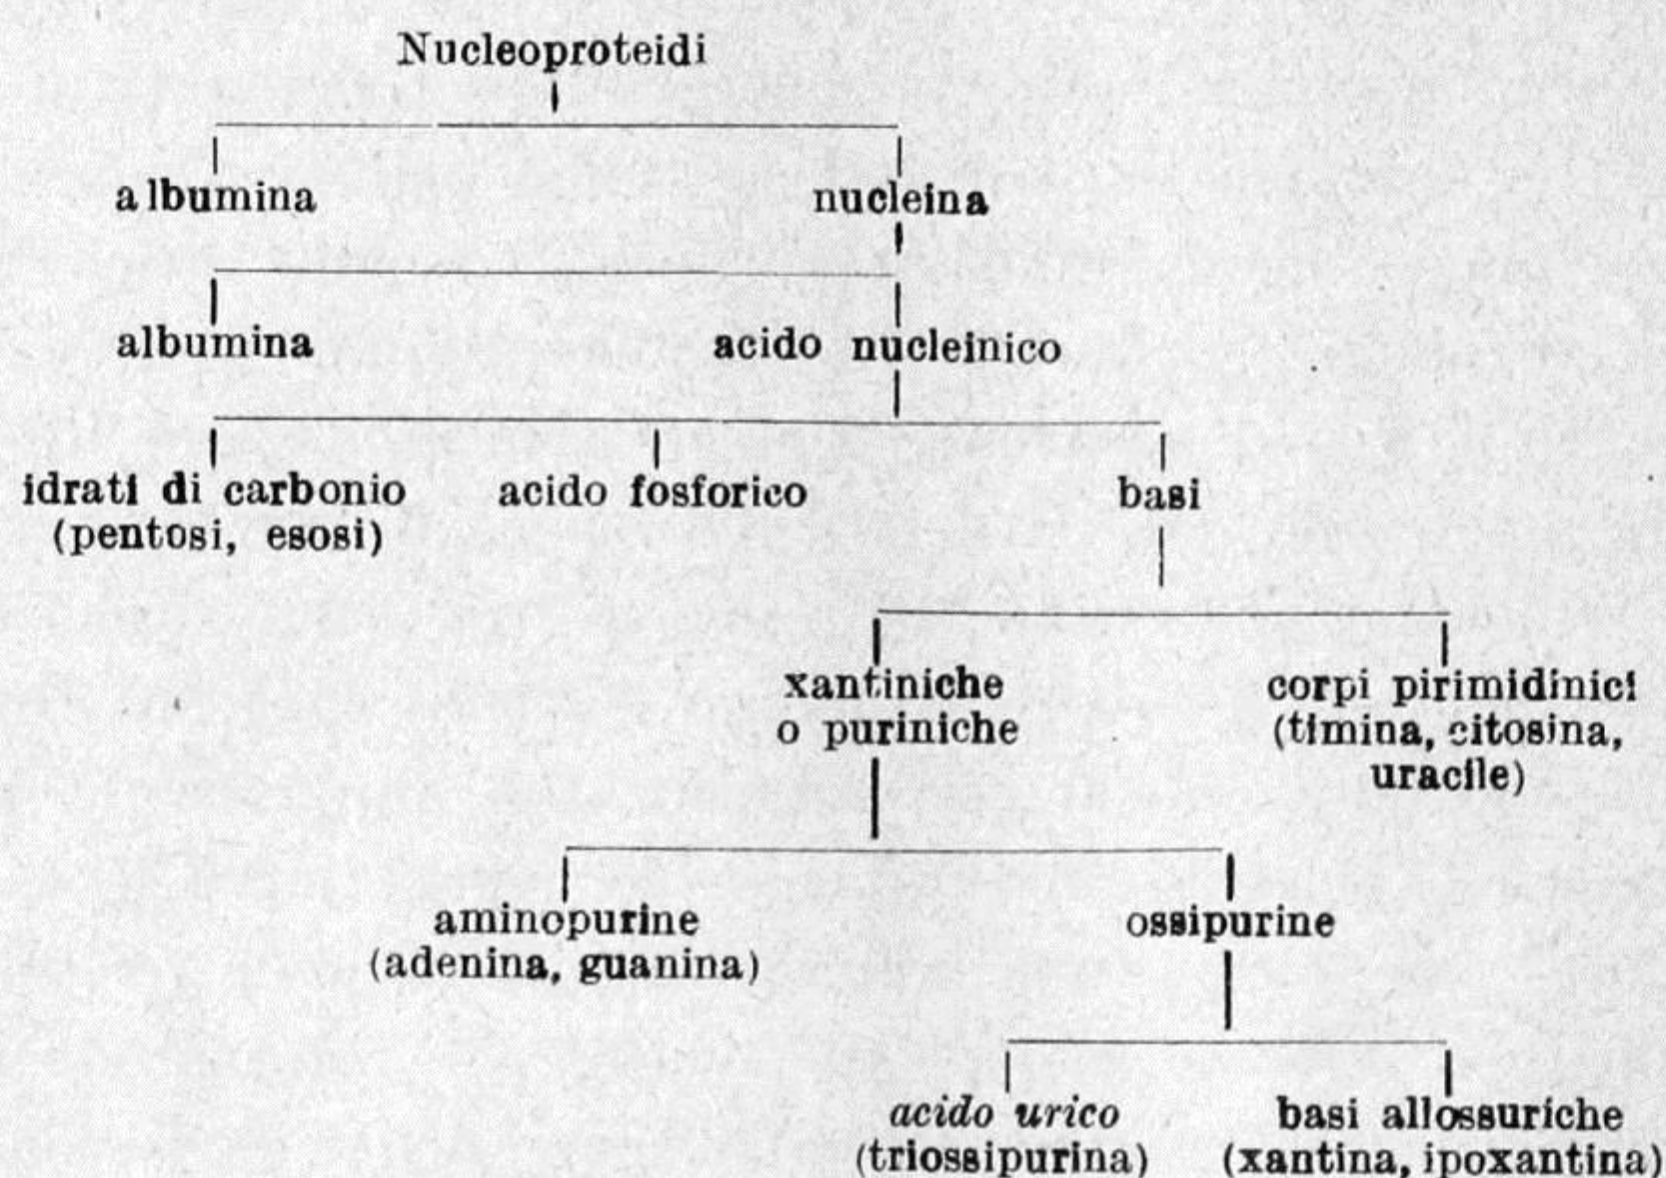 Nucleoproteidi
albumina nucleina
albumina acido nucleinico
idrati di carbonio acido fosforico basi
(pentosi, esosi)
xantiniche corpi pirimidinici
o puriniche (timina, citosina,
uracile)
aminopurine ossipurine
(adenina, guanina)
acido urico basi allossuriche
(triossipurina) (xantina, ipoxantina)